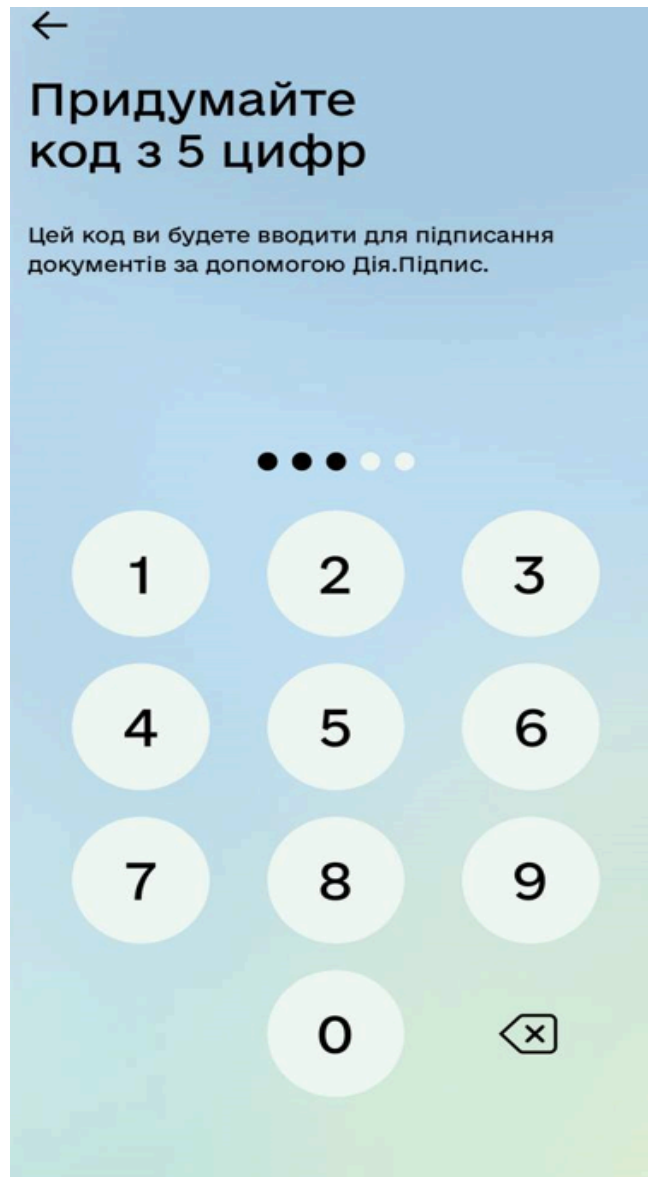 Придумайте
код з 5 цифр
Цей код ви будете вводити для підписання
документів за допомогою Дія.Підпис.
1 2 3
4 5 6
7 8 9
0